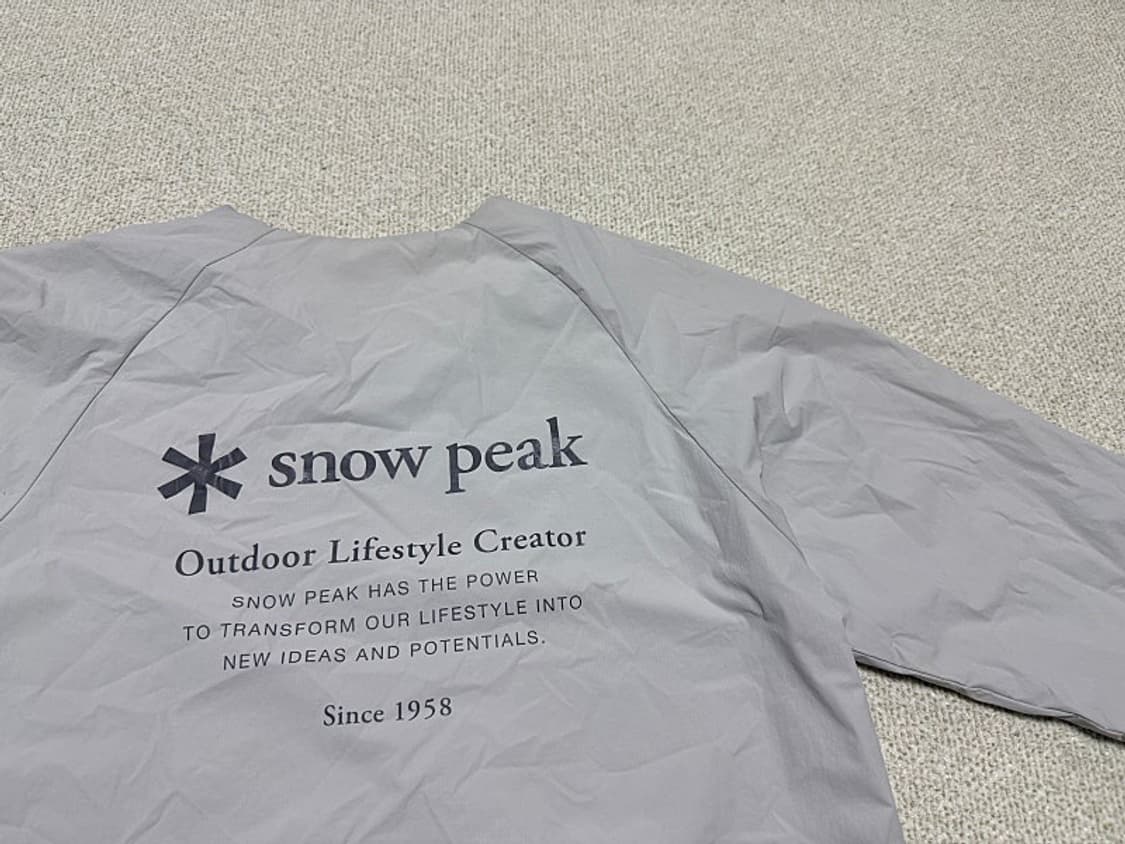 snow peak
Outdoor Lifestyle Creator
SNOW PEAK HAS THE POWER
TO TRANSFORM OUR LIFESTYLE INTO
NEW IDEAS AND POTENTIALS.
Since 1958